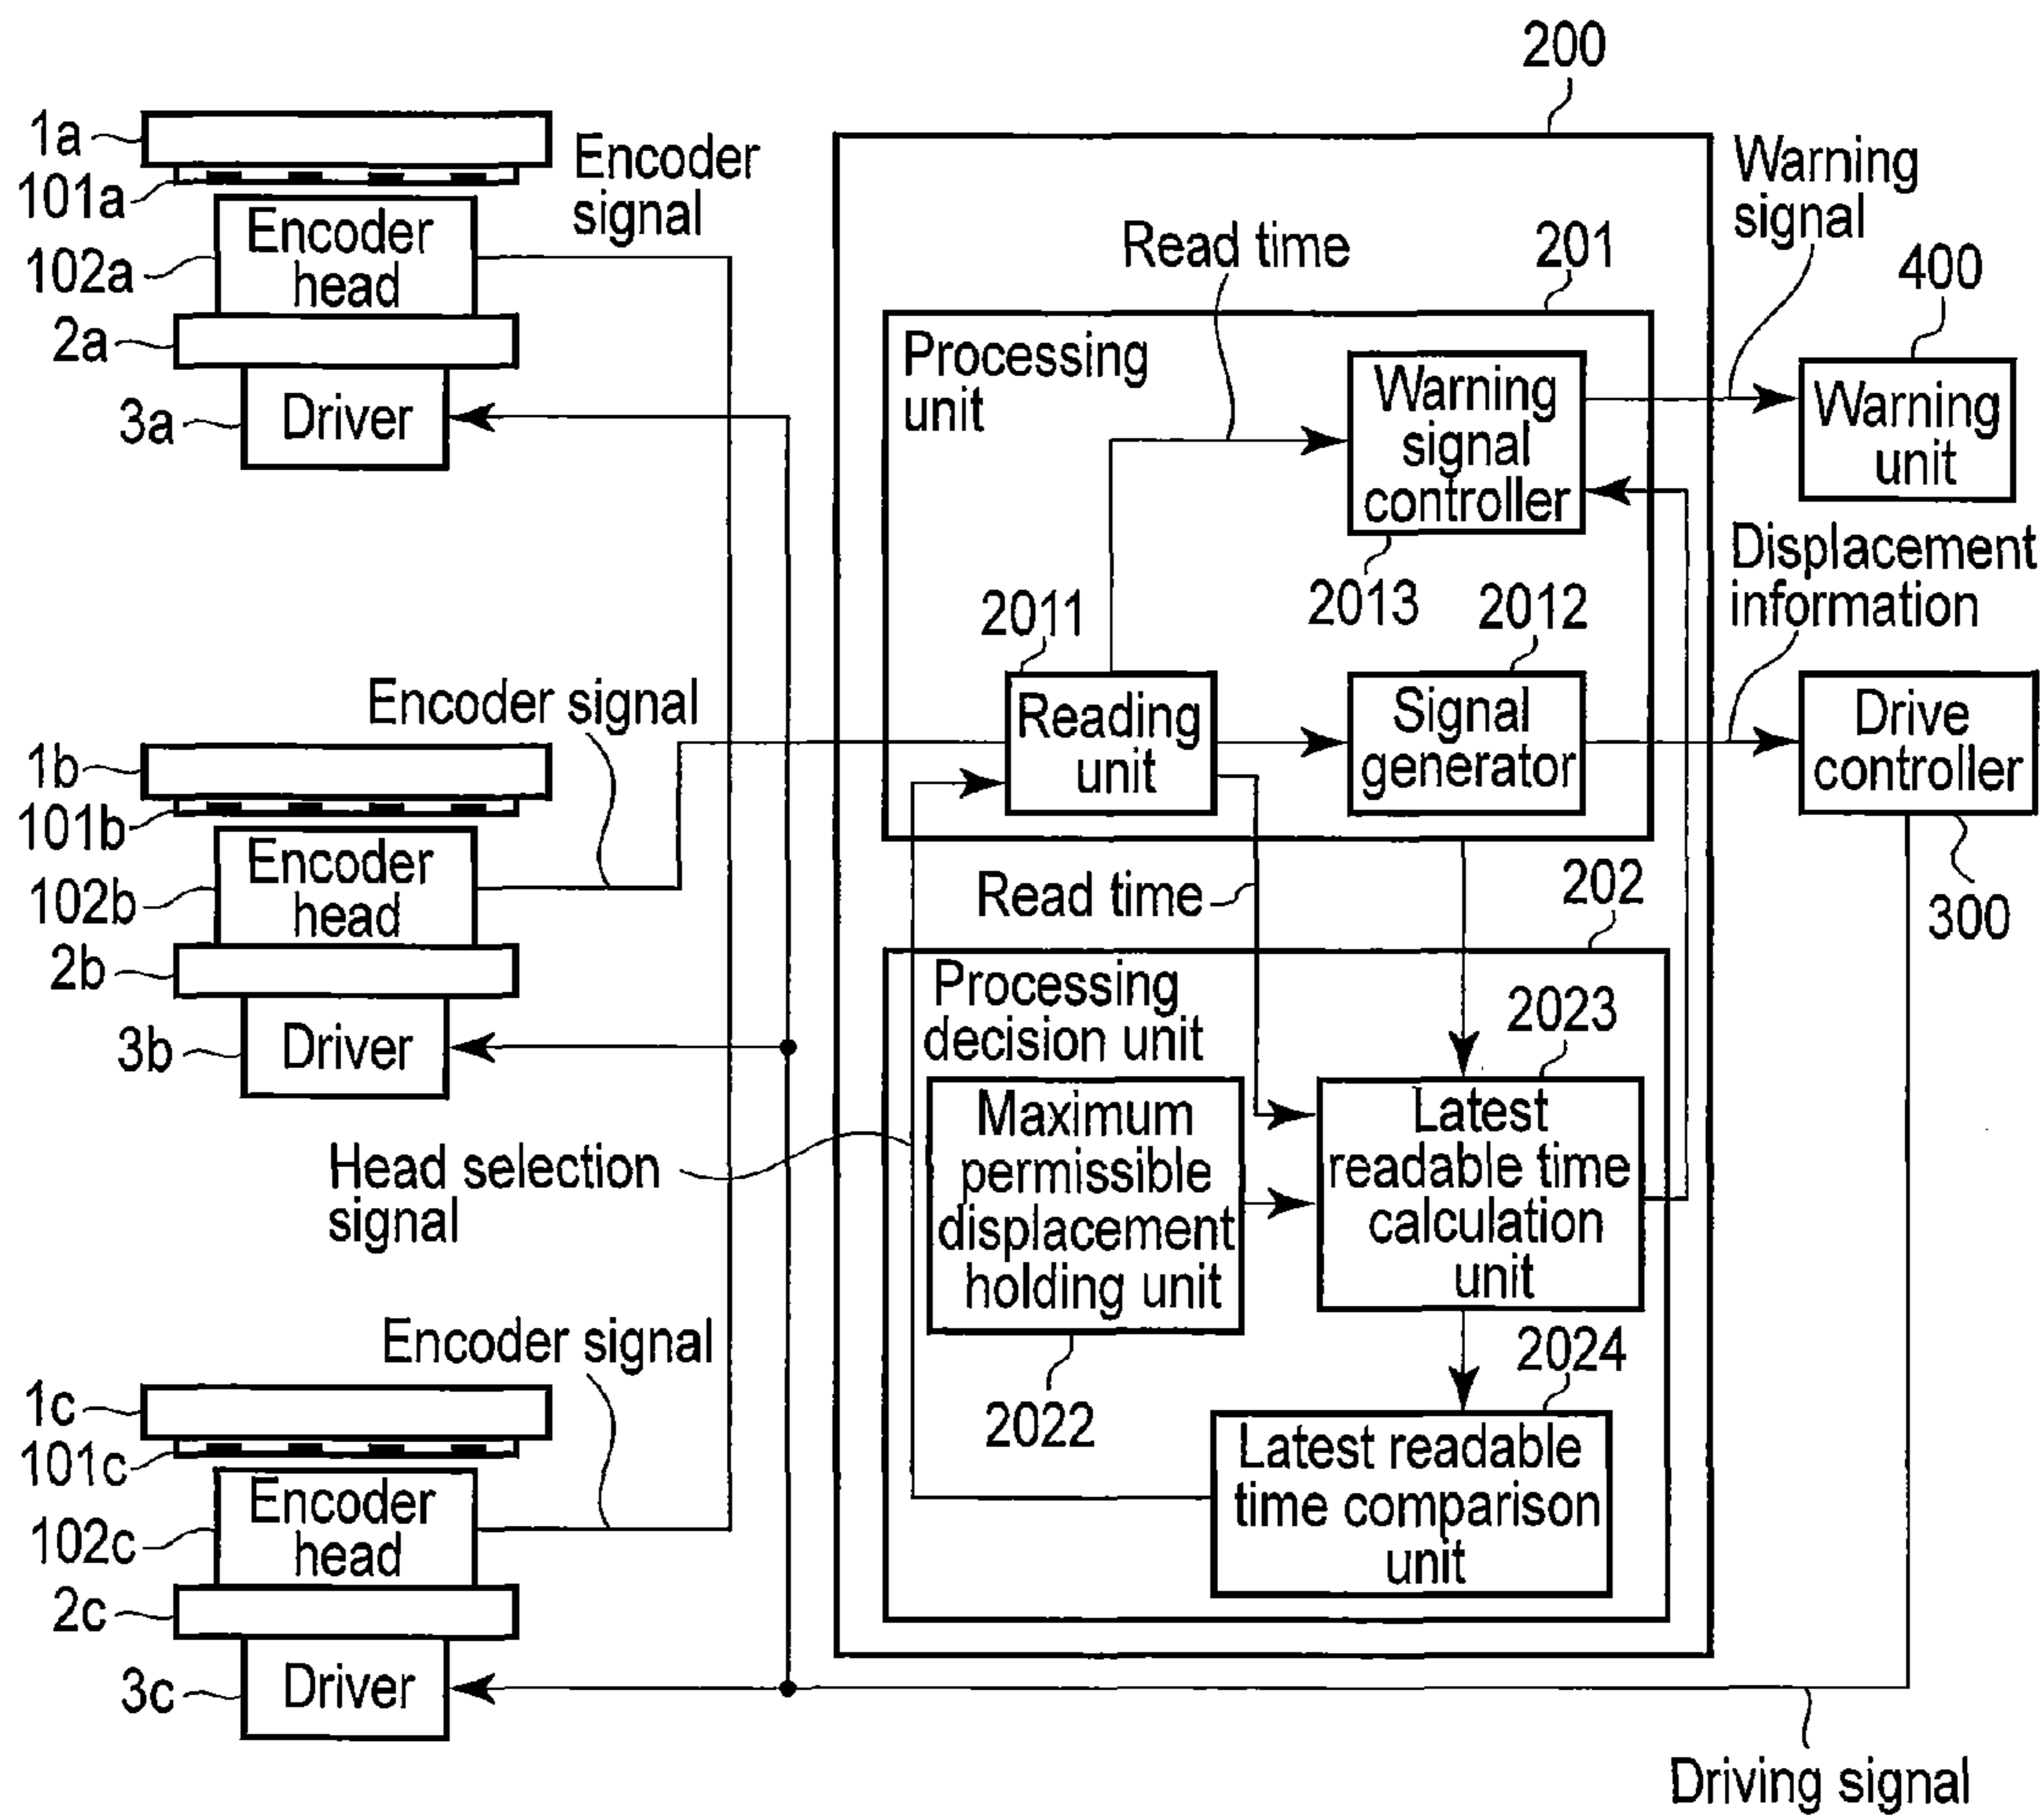 200
1a
101a
Encoder
signal
Encoder
head
102a
2a
3a
Driver
Warning
signal
Read time
201
400
Processing
unit
Warning
signal
controller
Warning
unit
2013
2012
2011
Displacement
information
Encoder signal
Reading
unit
Signal
generator
Drive
controller
1b
101b
Encoder
head
102b
2b
3b
Driver
Read time
202
300
Processing
decision unit
2023
Maximum
permissible
displacement
holding unit
Latest
readable time
calculation
unit
Head selection
signal
Encoder signal
2022
2024
1c
101c
Encoder
head
102c
2c
3c
Driver
Latest readable
time comparison
unit
Driving signal